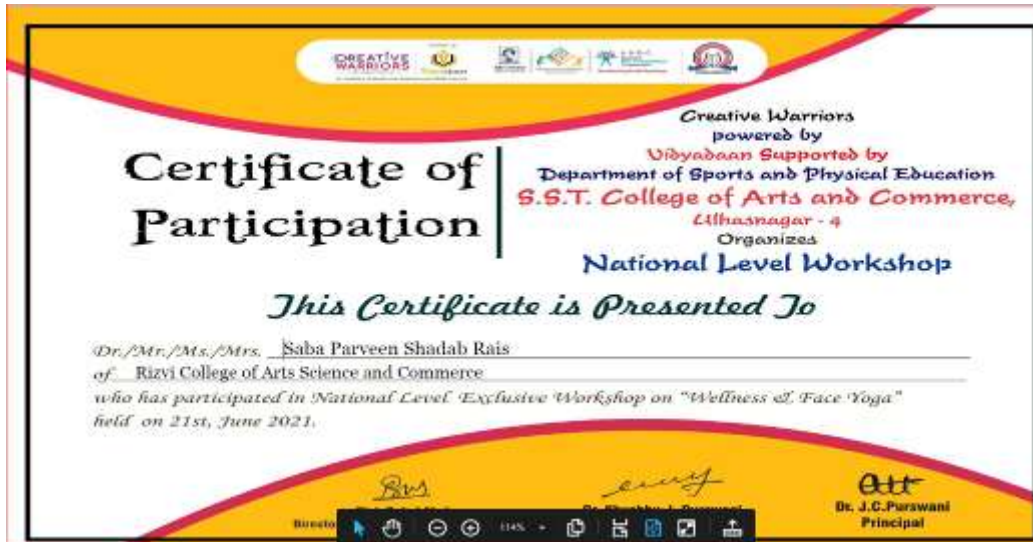 CREATIVE
WARRIORS
Creative Warriors
powered by
Vidyadaan Supported by
Department of Sports and Physical Education
S.S.T. College of Arts and Commerce,
Ulhasnagar - 4
Organizes
National Level Workshop
Certificate of
Participation
This Certificate is Presented To
Dr./Mr./Ms./Mrs. Saba Parveen Shadab Rais
of Rizvi College of Arts Science and Commerce
who has participated in National Level Exclusive Workshop on "Wellness & Face Yoga"
held on 21st, June 2021.
Dr. J.C.Purswani
Principal
114%